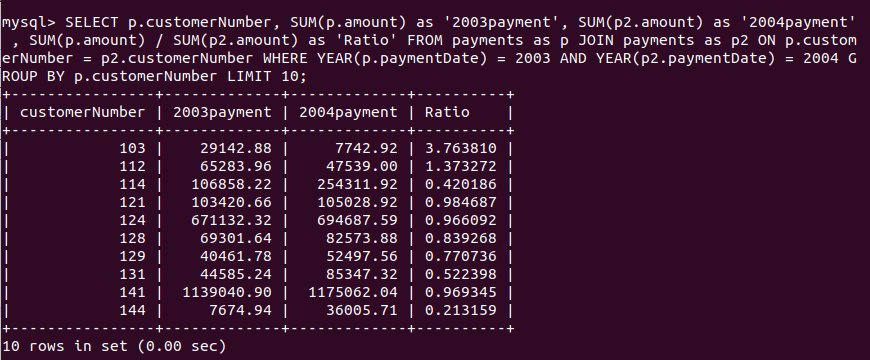 mysql> SELECT p.customerNumber, SUM(p.amount) as '2003payment', SUM(p2.amount) as '2004payment'
 , SUM(p.amount) / SUM(p2.amount) as 'Ratio' FROM payments as p JOIN payments as p2 ON p.custom
erNumber = p2.customerNumber WHERE YEAR(p.paymentDate) = 2003 AND YEAR(p2.paymentDate) = 2004 G
ROUP BY p.customerNumber LIMIT 10;
+----------------+-------------+-------------+----------+
| customerNumber | 2003payment | 2004payment | Ratio    |
+----------------+-------------+-------------+----------+
|            103 |    29142.88 |     7742.92 | 3.763810 |
|            112 |    65283.96 |    47539.00 | 1.373272 |
|            114 |   106858.22 |   254311.92 | 0.420186 |
|            121 |   103420.66 |   105028.92 | 0.984687 |
|            124 |   671132.32 |   694687.59 | 0.966092 |
|            128 |    69301.64 |    82573.88 | 0.839268 |
|            129 |    40461.78 |    52497.56 | 0.770736 |
|            131 |    44585.24 |    85347.32 | 0.522398 |
|            141 |  1139040.90 |  1175062.04 | 0.969345 |
|            144 |     7674.94 |    36005.71 | 0.213159 |
+----------------+-------------+-------------+----------+
10 rows in set (0.00 sec)